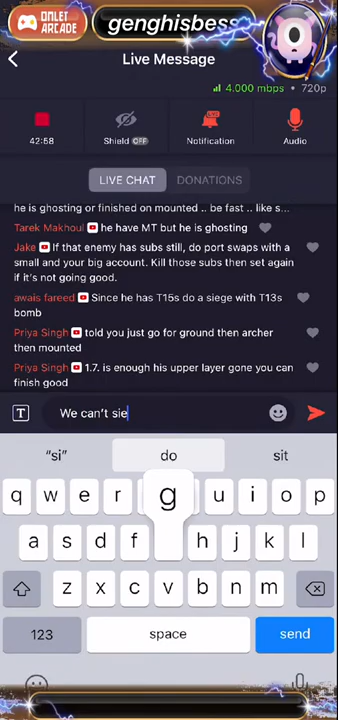 OMLET
ARCADE
genghisbess
Live Message
4.000 mbps • 720p
LIVE
42:58
Shield OFF
Notification
Audio
LIVE CHAT
DONATIONS
he is ghosting or finished on mounted .. be fast .. like s...
Tarek Makhoul he have MT but he is ghosting
Jake If that enemy has subs still, do port swaps with a
small and your big account. Kill those subs then set again
if it's not going good.
awais fareed Since he has T15s do a siege with T13s
bomb
Priya Singh told you just go for ground then archer
then mounted
Priya Singh 1.7. is enough his upper layer gone you can
finish good
T
We can't sie
"si"
do
sit
q w e r g u i o p
a s d f h j k l
z x c v b n m
123
space
send